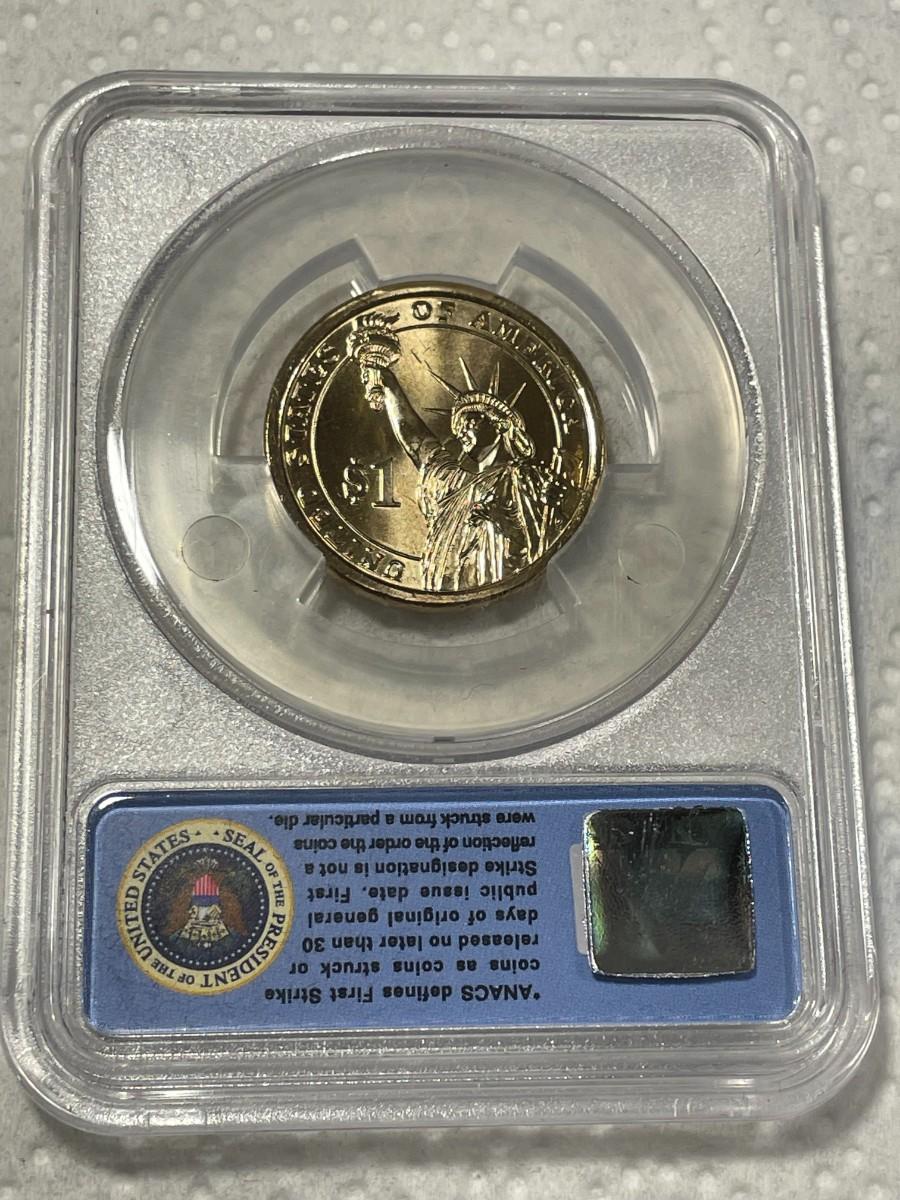 UNITED STATES OF AMERICA
$1
*ANACS defines First Strike
coins as coins struck or
released no later than 30
days of original general
public issue date. First
Strike designation is not a
reflection of the order the coins
were struck from a particular die.
SEAL OF THE PRESIDENT OF THE UNITED STATES